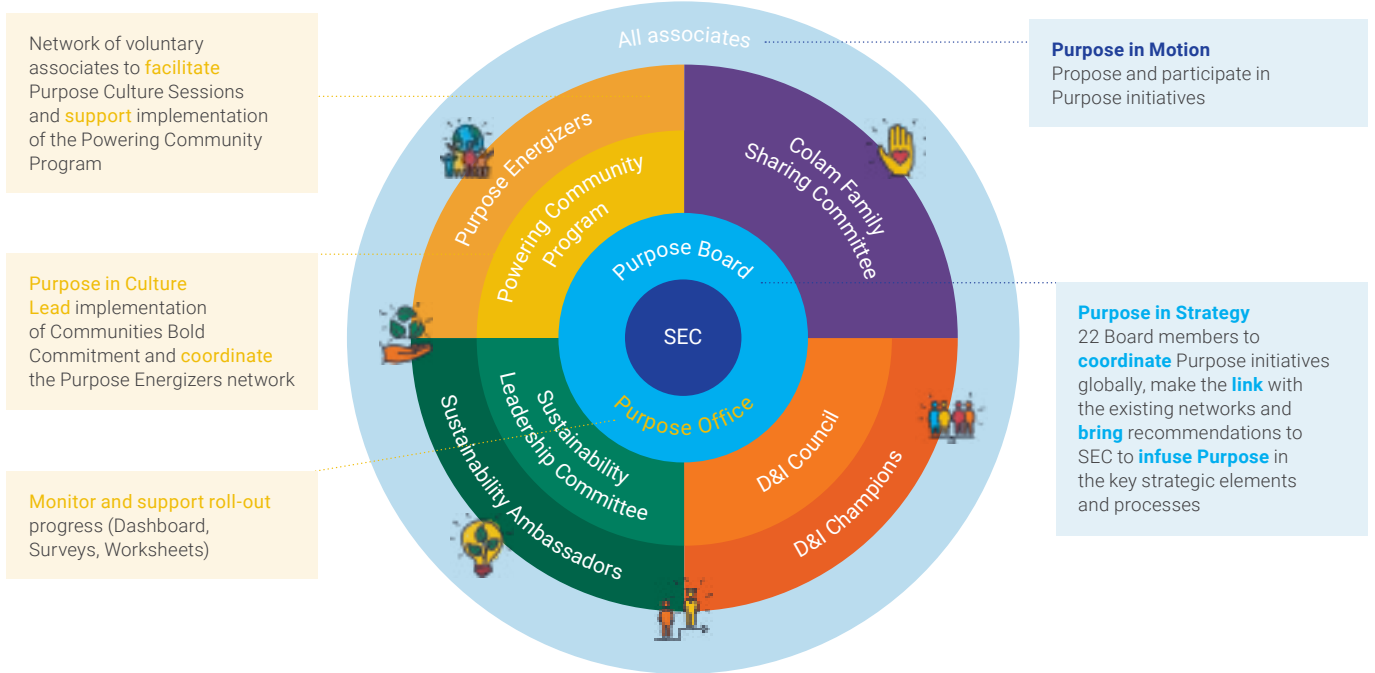 Network of voluntary
associates to facilitate
Purpose Culture Sessions
and support implementation
of the Powering Community
Program
Purpose in Culture
Lead implementation
of Communities Bold
Commitment and coordinate
the Purpose Energizers network
Monitor and support roll-out
progress (Dashboard,
Surveys, Worksheets)
All associates
Purpose Energizers
Powering Community
Program
Colam Family
Sharing Committee
Purpose Board
SEC
Purpose Office
Sustainability
Leadership Committee
Sustainability Ambassadors
D&I Council
D&I Champions
Purpose in Motion
Propose and participate in
Purpose initiatives
Purpose in Strategy
22 Board members to
coordinate Purpose initiatives
globally, make the link with
the existing networks and
bring recommendations to
SEC to infuse Purpose in
the key strategic elements
and processes